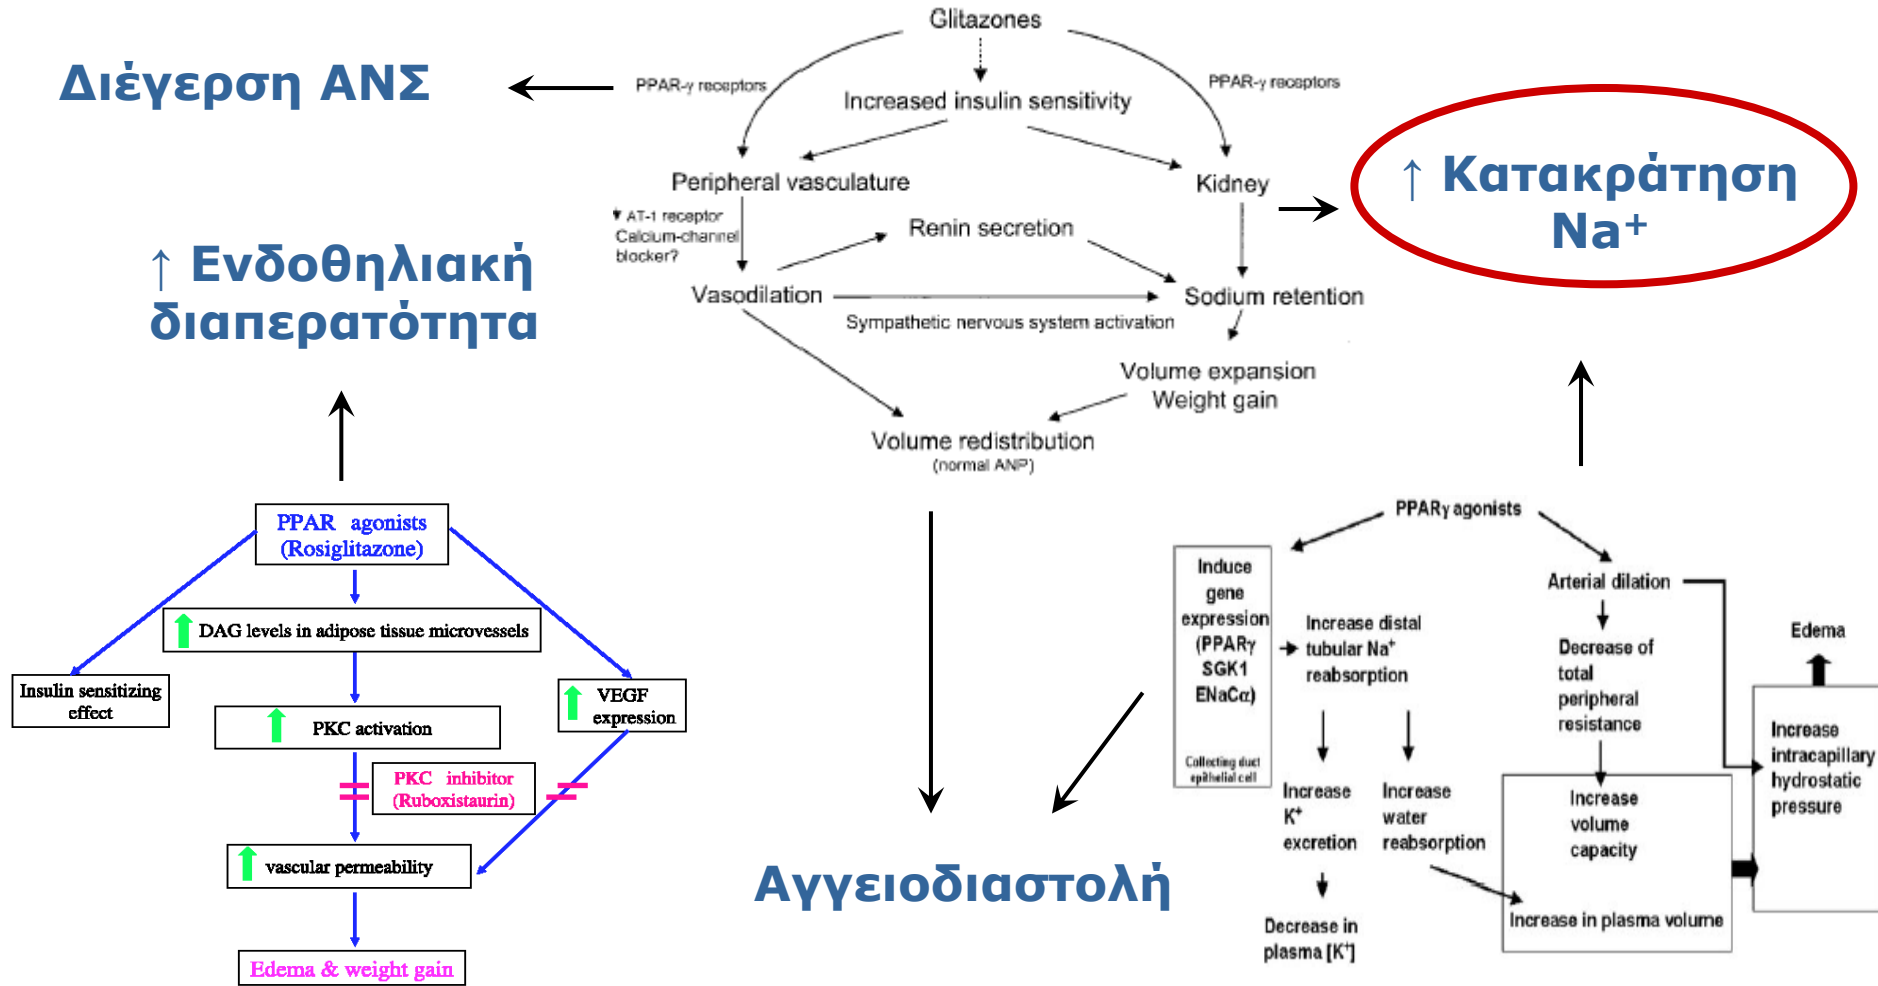 Glitazones
Διέγερση ΑΝΣ
PPAR-γ receptors
PPAR-γ receptors
Increased insulin sensitivity
Peripheral vasculature
Kidney
↑ Κατακράτηση
Na⁺
▼ AT-1 receptor
Calcium-channel
blocker?
Renin secretion
↑ Ενδοθηλιακή
διαπερατότητα
Vasodilation
Sodium retention
Sympathetic nervous system activation
Volume expansion
Weight gain
Volume redistribution
(normal ANP)
PPAR agonists
(Rosiglitazone)
DAG levels in adipose tissue microvessels
Insulin sensitizing
effect
VEGF
expression
PKC activation
PKC inhibitor
(Ruboxistaurin)
vascular permeability
Edema & weight gain
Αγγειοδιαστολή
PPARγ agonists
Induce
gene
expression
(PPARγ
SGK1
ENaCα)
Collecting duct
epithelial cell
Increase distal
tubular Na⁺
reabsorption
Increase
K⁺
excretion
Decrease in
plasma [K⁺]
Increase
water
reabsorption
Arterial dilation
Decrease of
total
peripheral
resistance
Increase
volume
capacity
Increase in plasma volume
Edema
Increase
intracapillary
hydrostatic
pressure